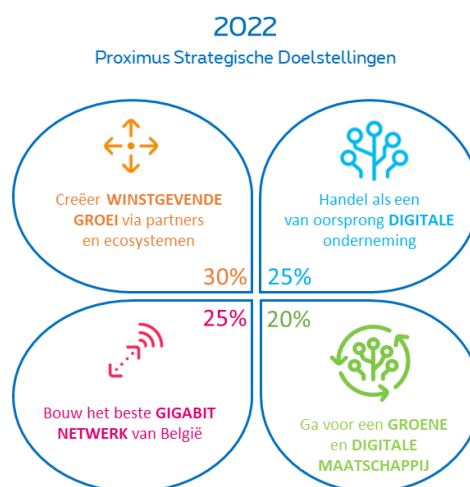 2022
Proximus Strategische Doelstellingen
Creëer WINSTGEVENDE
GROEI via partners
en ecosystemen
30%
Handel als een
van oorsprong DIGITALE
onderneming
25%
25%
Bouw het beste GIGABIT
NETWERK van België
20%
Ga voor een GROENE
en DIGITALE
MAATSCHAPPIJ